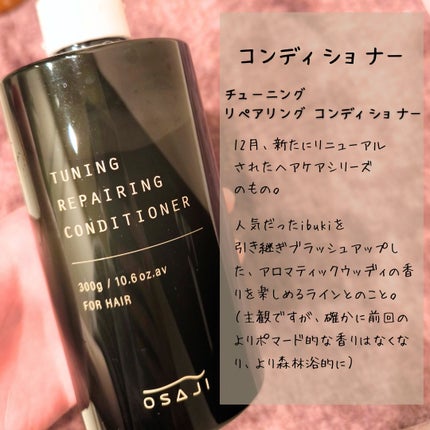 TUNING
REPAIRING
CONDITIONER
300g / 10.6oz.av
FOR HAIR
OSAJI
コンディショナー
チューニング
リペアリング コンディショナー
12月、新たにリニューアル
されたヘアケアシリーズ
のもの。
人気だったibukiを
引き継ぎブラッシュアップし
た、アロマティックウッディの香
りを楽しめるラインとのこと。
(主観ですが、確かに前回の
よりポマード的な香りはなくな
り、より森林浴的に)